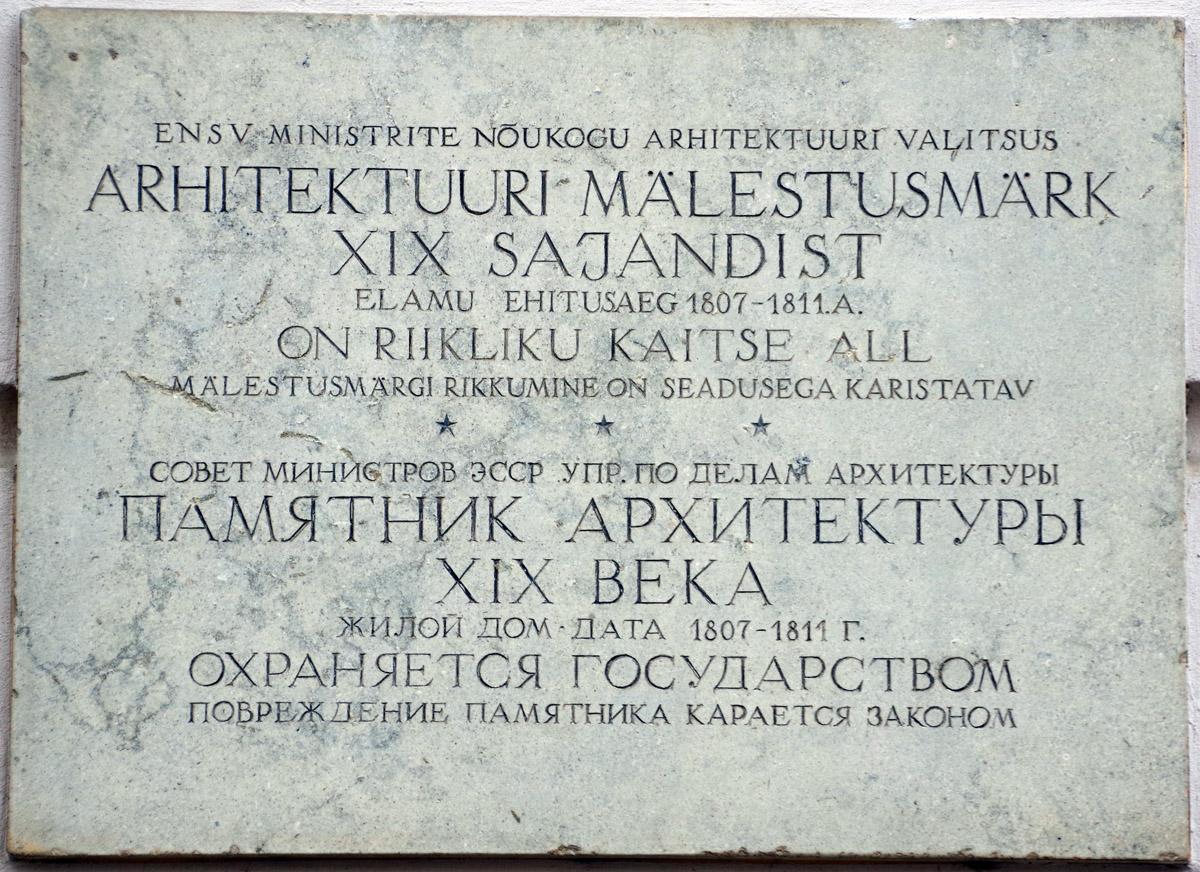 ENSV MINISTRITE NÕUKOGU ARHITEKTUURI VALITSUS
ARHITEKTUURI MÄLESTUSMÄRK
XIX SAJANDIST
ELAMU EHITUSAEG 1807-1811.A.
ON RIIKLIKU KAITSE ALL
MÄLESTUSMÄRGI RIKKUMINE ON SEADUSEGA KARISTATAV
★ ★ ★
СОВЕТ МИНИСТРОВ ЭССР УПР. ПО ДЕЛАМ АРХИТЕКТУРЫ
ПАМЯТНИК АРХИТЕКТУРЫ
XIX ВЕКА
ЖИЛОЙ ДОМ · ДАТА 1807-1811 Г.
ОХРАНЯЕТСЯ ГОСУДАРСТВОМ
ПОВРЕЖДЕНИЕ ПАМЯТНИКА КАРАЕТСЯ ЗАКОНОМ